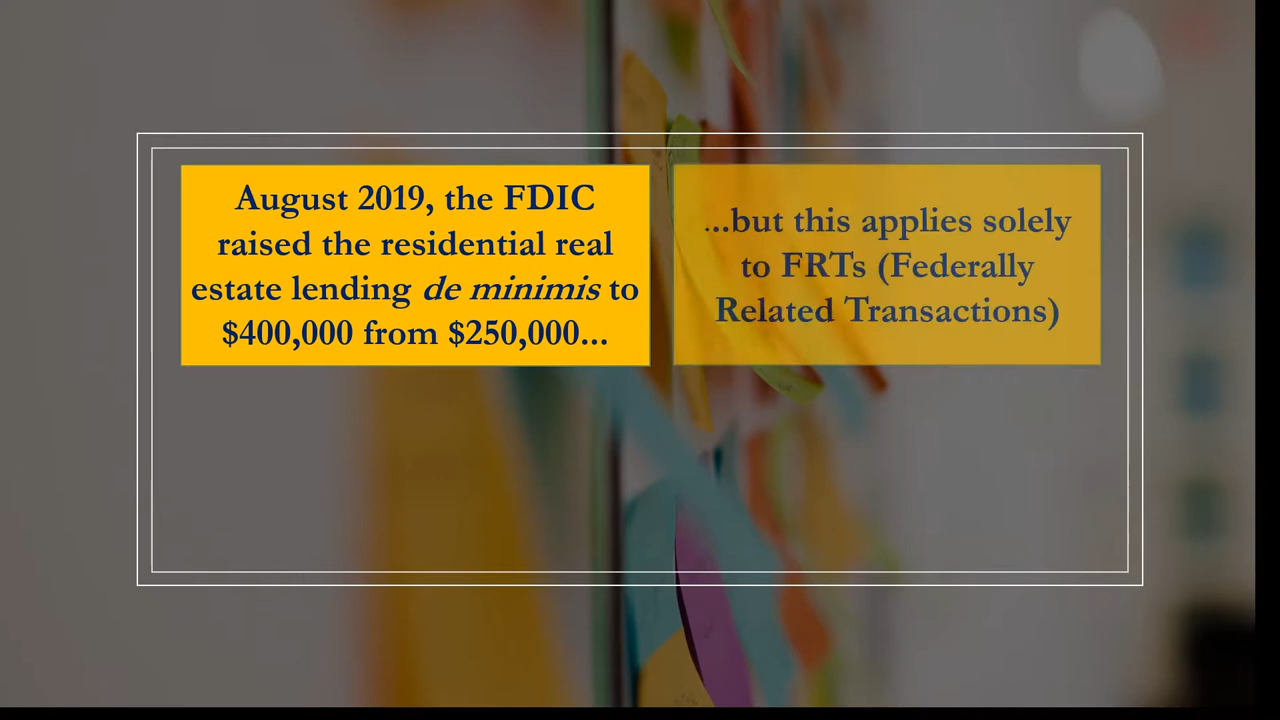 August 2019, the FDIC
raised the residential real
estate lending de minimis to
$400,000 from $250,000...
...but this applies solely
to FRTs (Federally
Related Transactions)